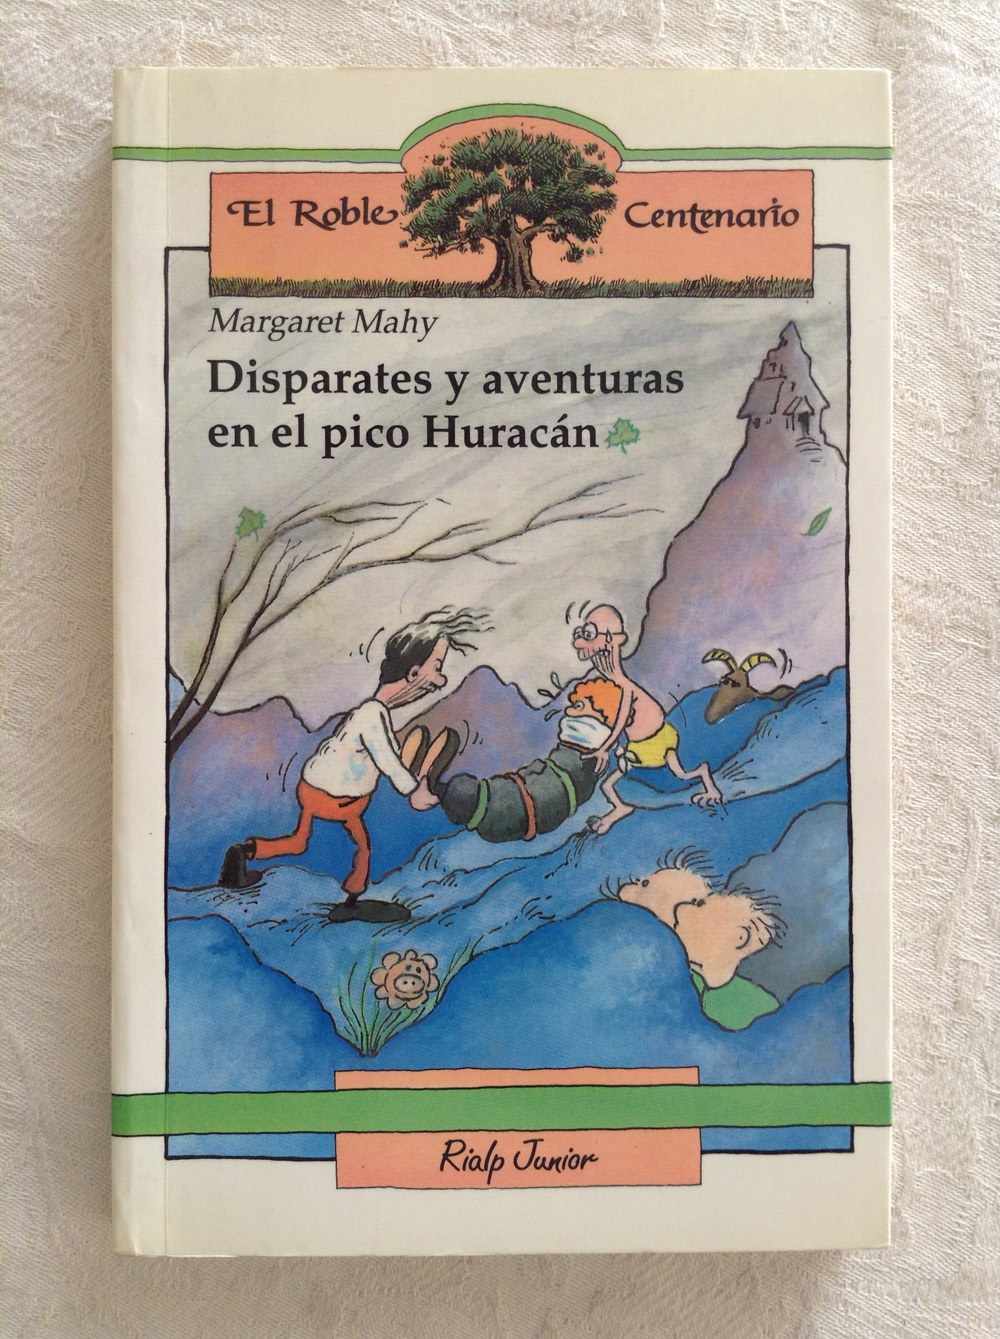 El Roble Centenario
Margaret Mahy
Disparates y aventuras
en el pico Huracán
Rialp Junior